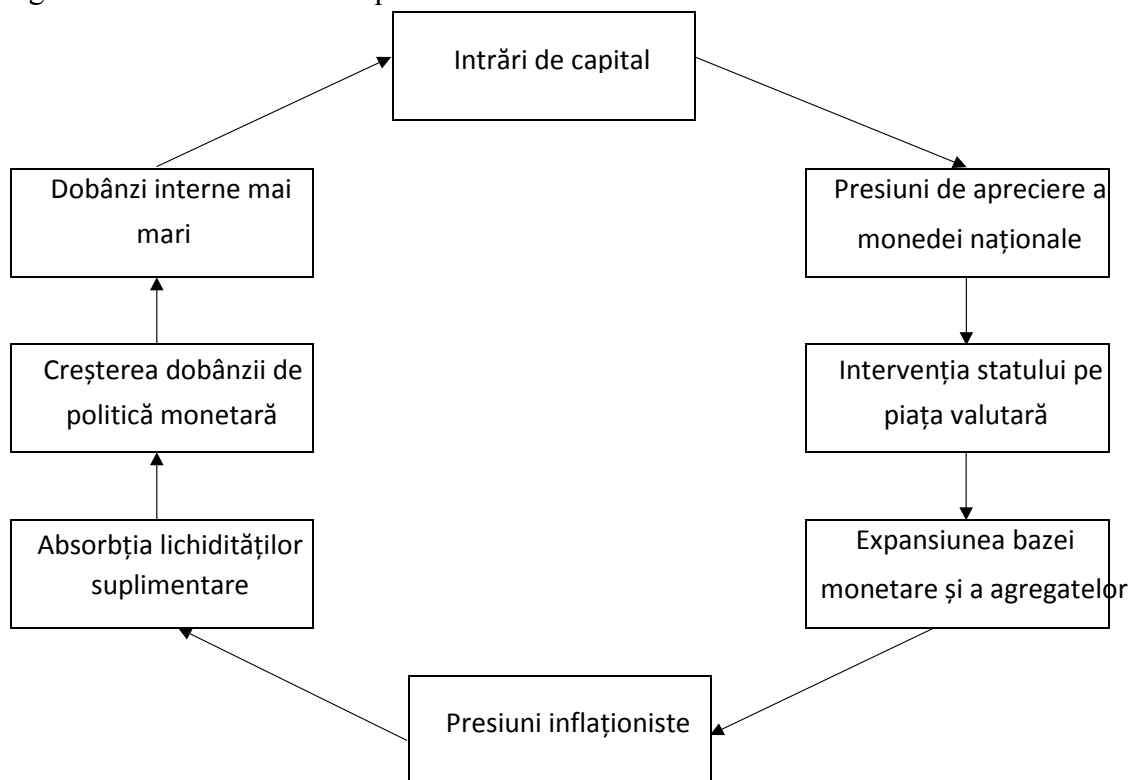 Intrări de capital
Dobânzi interne mai
mari
Presiuni de apreciere a
monedei naționale
Creșterea dobânzii de
politică monetară
Intervenția statului pe
piața valutară
Absorbția lichidităților
suplimentare
Expansiunea bazei
monetare și a agregatelor
Presiuni inflaționiste